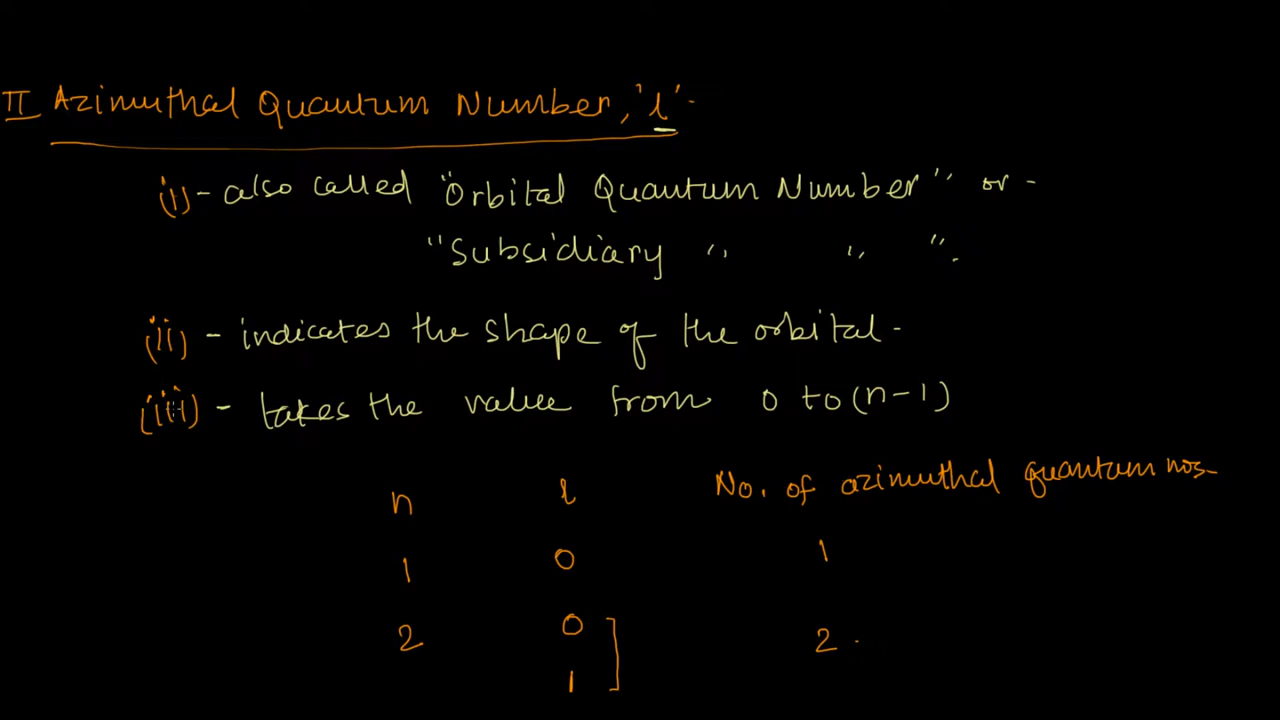 II Azimuthal Quantum Number, 'l' -
(i) - also called "Orbital Quantum Number" or -
"Subsidiary " " ".
(ii) - indicates the shape of the orbital -
(iii) - takes the value from 0 to (n-1)
n l No. of azimuthal quantum nos-
1 0 1
2 0 2
1